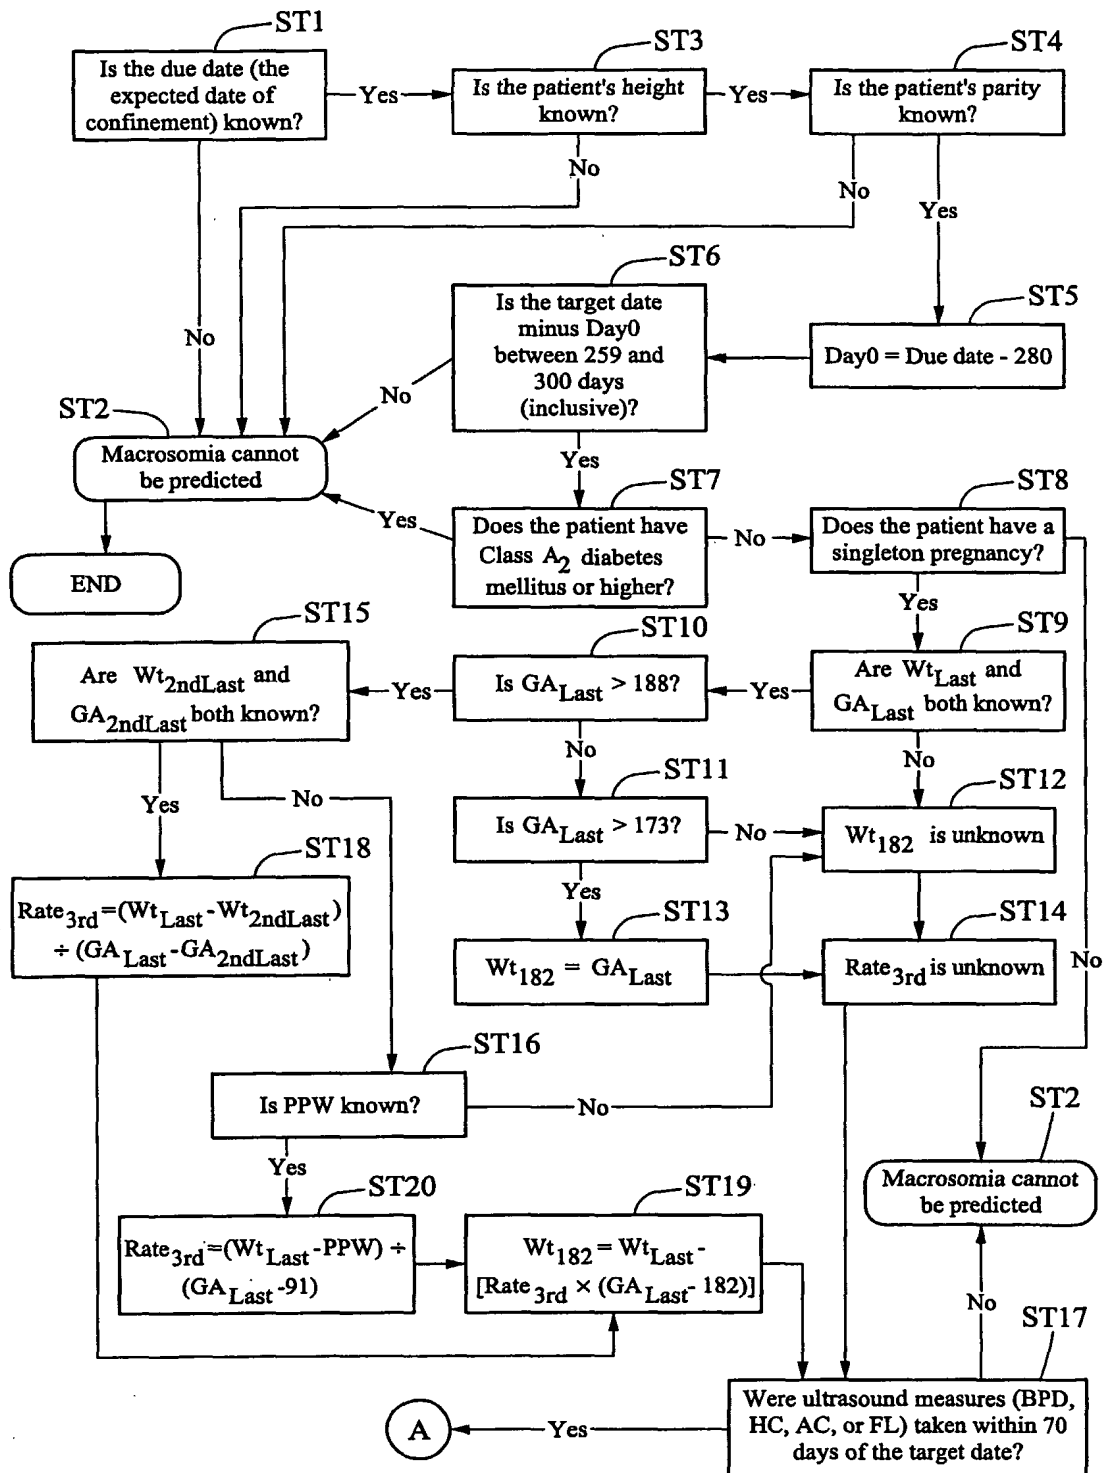 ST1
Is the due date (the
expected date of
confinement) known?
Yes
ST3
Is the patient's height
known?
Yes
ST4
Is the patient's parity
known?
No
No
No
Yes
ST5
Day0 = Due date - 280
ST6
Is the target date
minus Day0
between 259 and
300 days
(inclusive)?
No
Yes
ST2
Macrosomia cannot
be predicted
END
ST7
Does the patient have
Class A2 diabetes
mellitus or higher?
Yes
No
ST8
Does the patient have a
singleton pregnancy?
Yes
No
ST9
Are WtLast and
GALast both known?
Yes
No
ST10
Is GALast > 188?
Yes
No
ST15
Are Wt2ndLast and
GA2ndLast both known?
Yes
No
ST11
Is GALast > 173?
No
Yes
ST12
Wt182 is unknown
ST13
Wt182 = GALast
ST14
Rate3rd is unknown
ST18
Rate3rd=(WtLast-Wt2ndLast)
÷ (GALast-GA2ndLast)
ST16
Is PPW known?
No
Yes
ST20
Rate3rd=(WtLast-PPW) ÷
(GALast-91)
ST19
Wt182 = WtLast-
[Rate3rd × (GALast- 182)]
ST2
Macrosomia cannot
be predicted
No
ST17
Were ultrasound measures (BPD,
HC, AC, or FL) taken within 70
days of the target date?
Yes
A